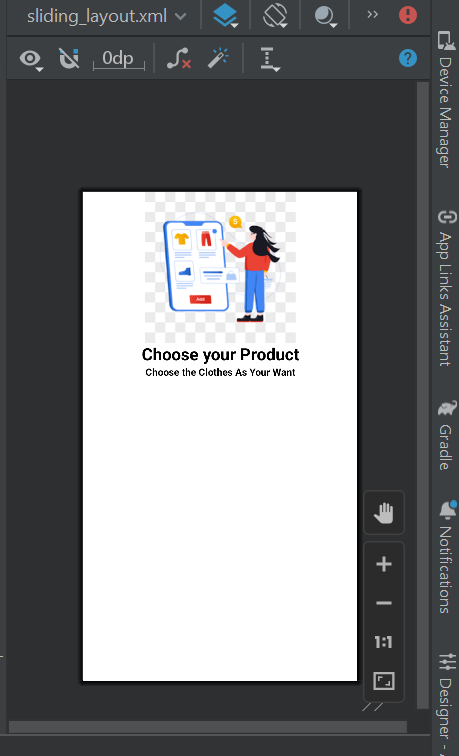 sliding_layout.xml
0dp
Choose your Product
Choose the Clothes As Your Want
Add
1:1
Device Manager
App Links Assistant
Gradle
Notifications
Designer